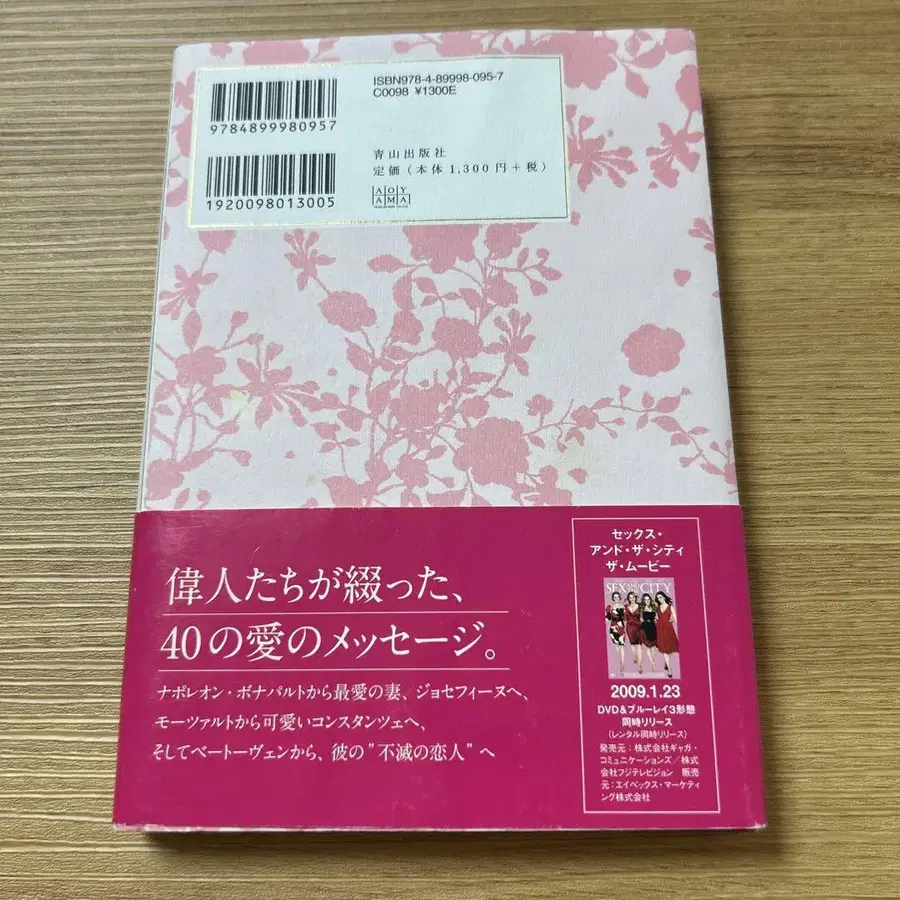 ISBN978-4-89998-095-7
C0098 ¥1300E
9784899980957
青山出版社
定価(本体1,300円+税)
1920098013005
AOY
AMA
偉人たちが綴った、
40の愛のメッセージ。
ナポレオン・ボナパルトから最愛の妻、ジョセフィーヌへ、
モーツァルトから可愛いコンスタンツェへ、
そしてベートーヴェンから、彼の"不滅の恋人"へ
セックス・
アンド・ザ・シティ
ザ・ムービー
SEX AND THE CITY
2009.1.23
DVD&ブルーレイ3形態
同時リリース
(レンタル同時リリース)
発売元:株式会社ギャガ・
コミュニケーションズ/株式
会社フジテレビジョン 販売
元:エイベックス・マーケティ
ング株式会社